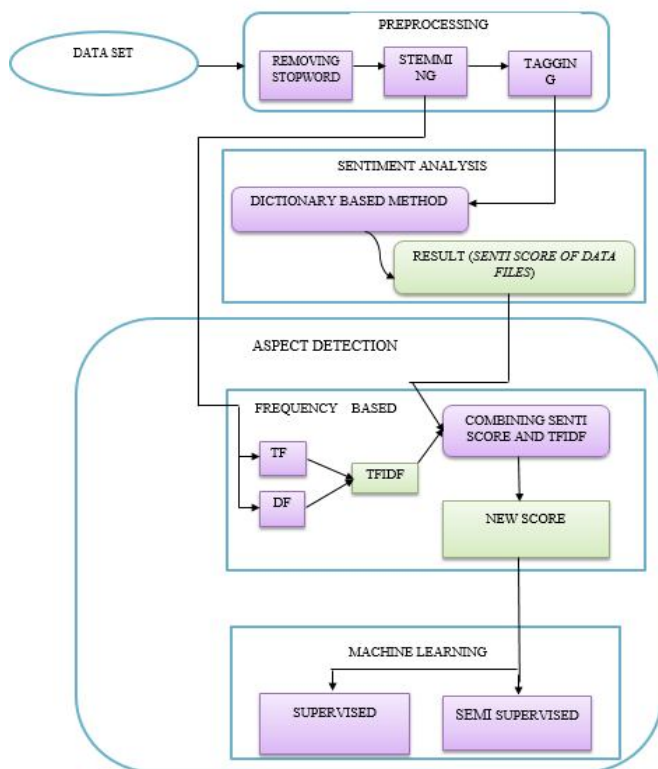 PREPROCESSING
DATA SET
REMOVING
STOPWORD
STEMMI
NG
TAGGIN
G
SENTIMENT ANALYSIS
DICTIONARY BASED METHOD
RESULT (SENTI SCORE OF DATA
FILES)
ASPECT DETECTION
FREQUENCY BASED
COMBINING SENTI
SCORE AND TFIDF
TF
TFIDF
DF
NEW SCORE
MACHINE LEARNING
SUPERVISED
SEMI SUPERVISED